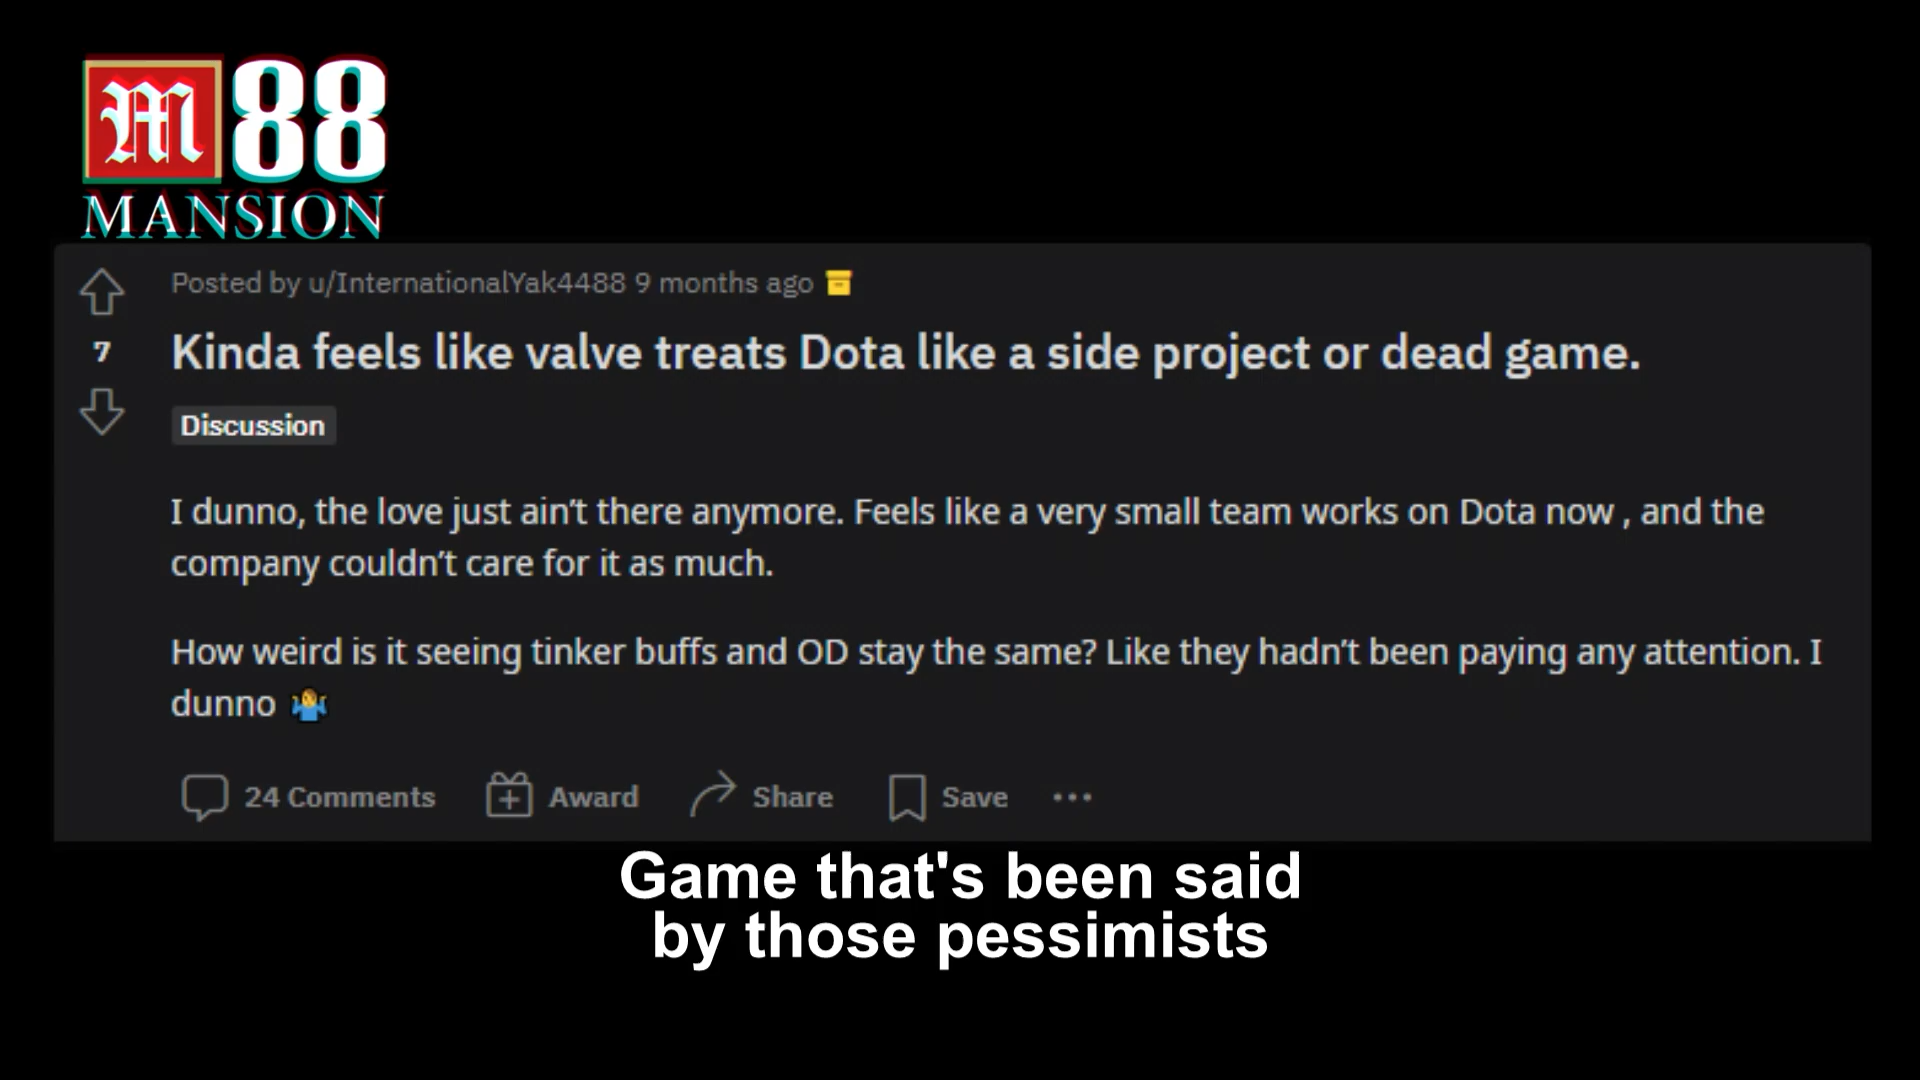 M88
MANSION
Posted by u/InternationalYak4488 9 months ago
7
Kinda feels like valve treats Dota like a side project or dead game.
Discussion
I dunno, the love just ain’t there anymore. Feels like a very small team works on Dota now , and the
company couldn’t care for it as much.
How weird is it seeing tinker buffs and OD stay the same? Like they hadn’t been paying any attention. I
dunno 🤷‍♂️
24 Comments Award Share Save ...
Game that's been said
by those pessimists